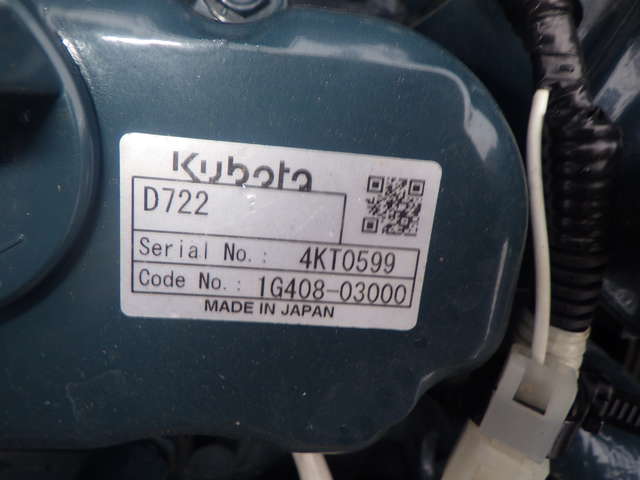 Kubota
D722
Serial No.: 4KT0599
Code No.: 1G408-03000
MADE IN JAPAN